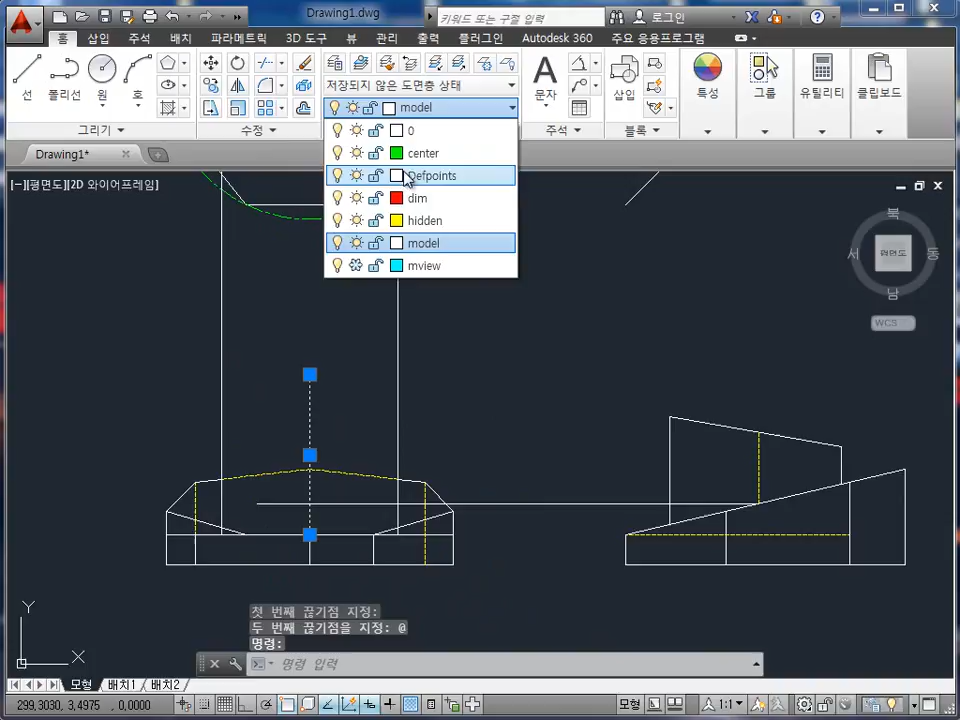 Drawing1.dwg
키워드 또는 구절 입력
로그인
홈 삽입 주석 배치 파라메트릭 3D 도구 뷰 관리 출력 플러그인 Autodesk 360 주요 응용프로그램
저장되지 않은 도면층 상태
model
선 폴리선 원 호 문자 삽입 특성 그룹 유틸리티 클립보드
그리기 수정 주석 블록
0
center
Defpoints
dim
hidden
model
mview
Drawing1*
[−][평면도][2D 와이어프레임]
북
서 평면도 동
남
WCS
첫 번째 끊기점 지정:
두 번째 끊기점을 지정: @
명령:
명령 입력
Y
X
모형 배치1 배치2
299,3030, 3,4975, 0,0000
모형
1:1